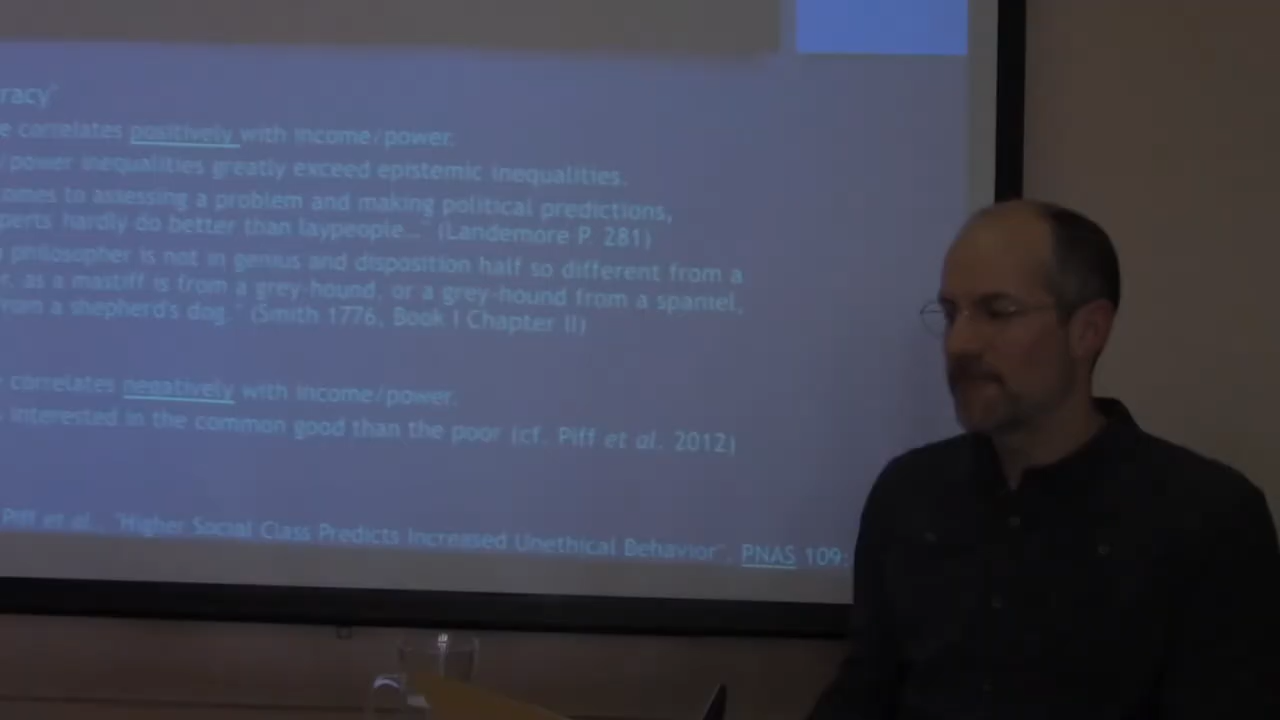 racy"
e correlates positively with income/power.
/power inequalities greatly exceed epistemic inequalities.
comes to assessing a problem and making political predictions,
perts hardly do better than laypeople..." (Landemore P. 281)
philosopher is not in genius and disposition half so different from a
r, as a mastiff is from a grey-hound, or a grey-hound from a spaniel,
from a shepherd's dog." (Smith 1776, Book I Chapter II)
e correlates negatively with income/power.
s interested in the common good than the poor (cf. Piff et al. 2012)
Piff et al., "Higher Social Class Predicts Increased Unethical Behavior", PNAS 109: